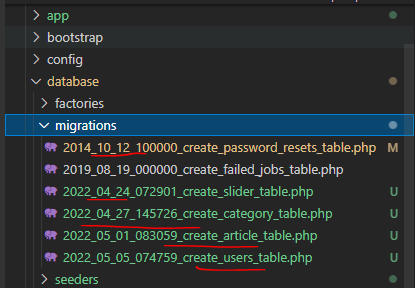 app
bootstrap
config
database
factories
migrations
2014_10_12_100000_create_password_resets_table.php M
2019_08_19_000000_create_failed_jobs_table.php
2022_04_24_072901_create_slider_table.php U
2022_04_27_145726_create_category_table.php U
2022_05_01_083059_create_article_table.php U
2022_05_05_074759_create_users_table.php U
seeders